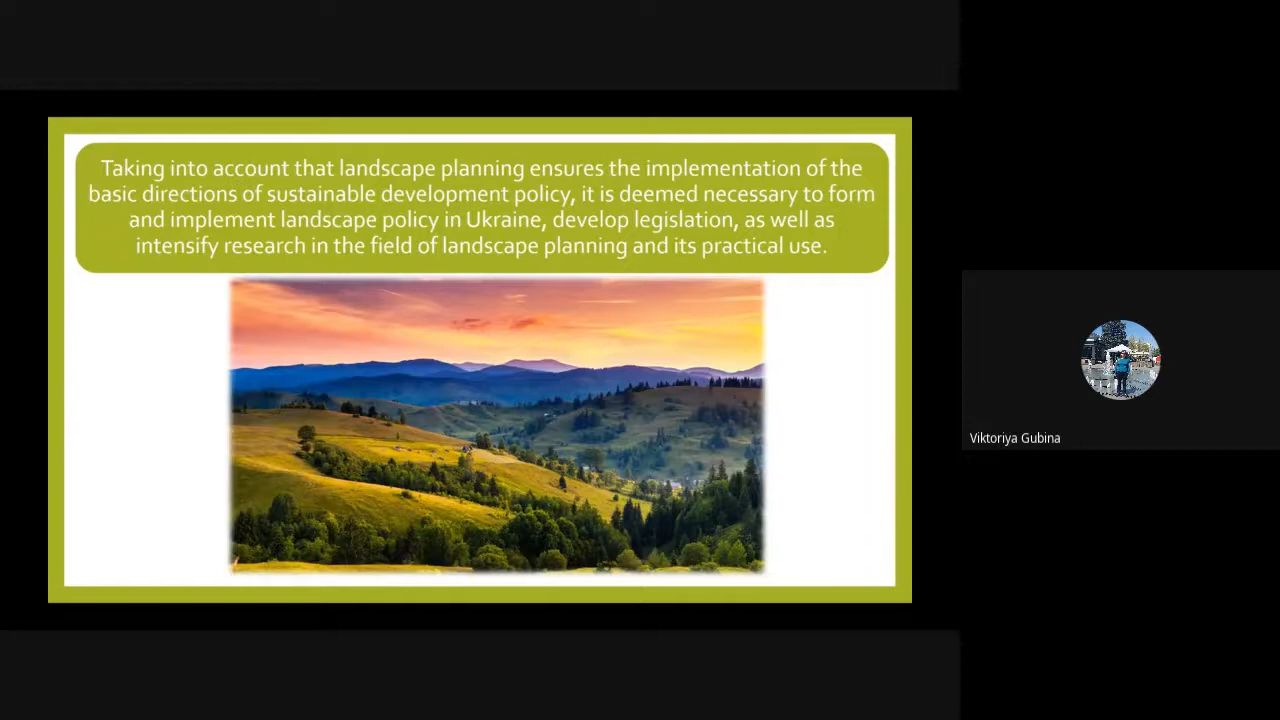 Taking into account that landscape planning ensures the implementation of the
basic directions of sustainable development policy, it is deemed necessary to form
and implement landscape policy in Ukraine, develop legislation, as well as
intensify research in the field of landscape planning and its practical use.
Viktoriya Gubina